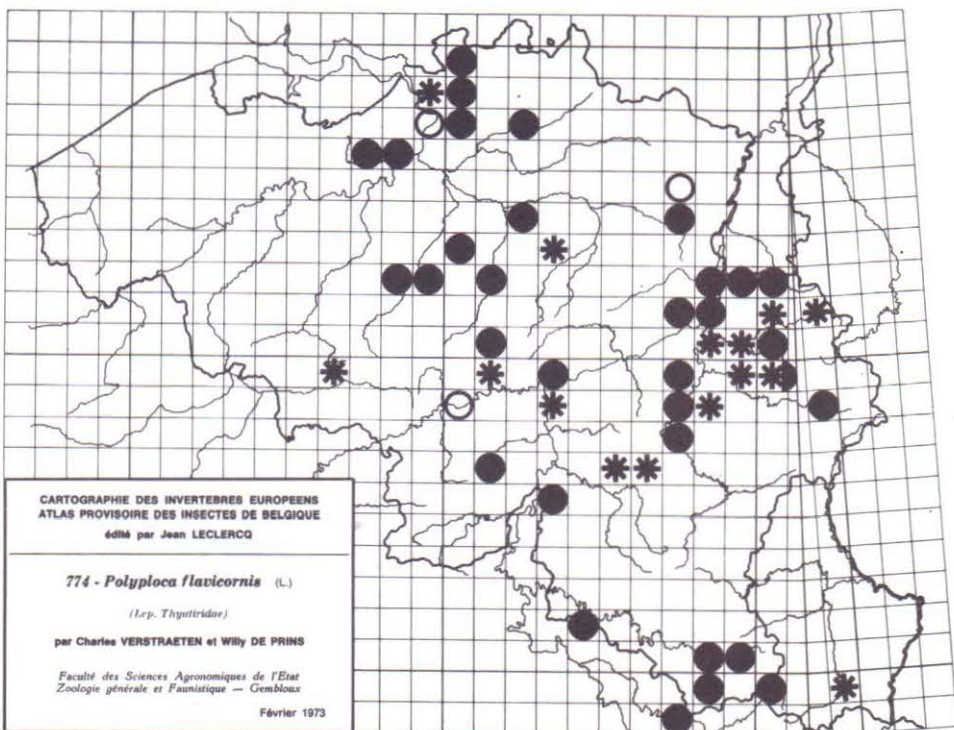 CARTOGRAPHIE DES INVERTEBRES EUROPEENS
ATLAS PROVISOIRE DES INSECTES DE BELGIQUE
édité par Jean LECLERCQ
774 - Polyploca flavicornis (L.)
(Lep. Thyatiridae)
par Charles VERSTRAETEN et Willy DE PRINS
Faculté des Sciences Agronomiques de l'Etat
Zoologie générale et Faunistique — Gembloux
Février 1973